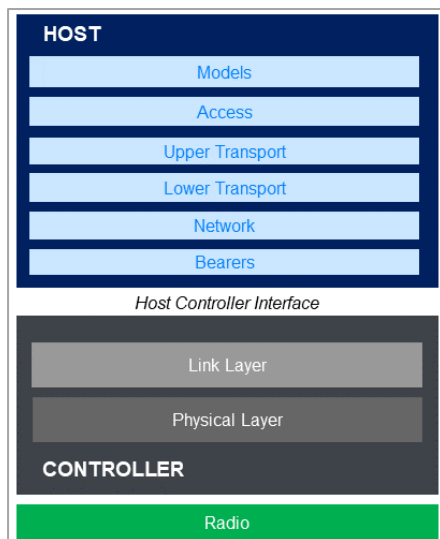 HOST
Models
Access
Upper Transport
Lower Transport
Network
Bearers
Host Controller Interface
Link Layer
Physical Layer
CONTROLLER
Radio